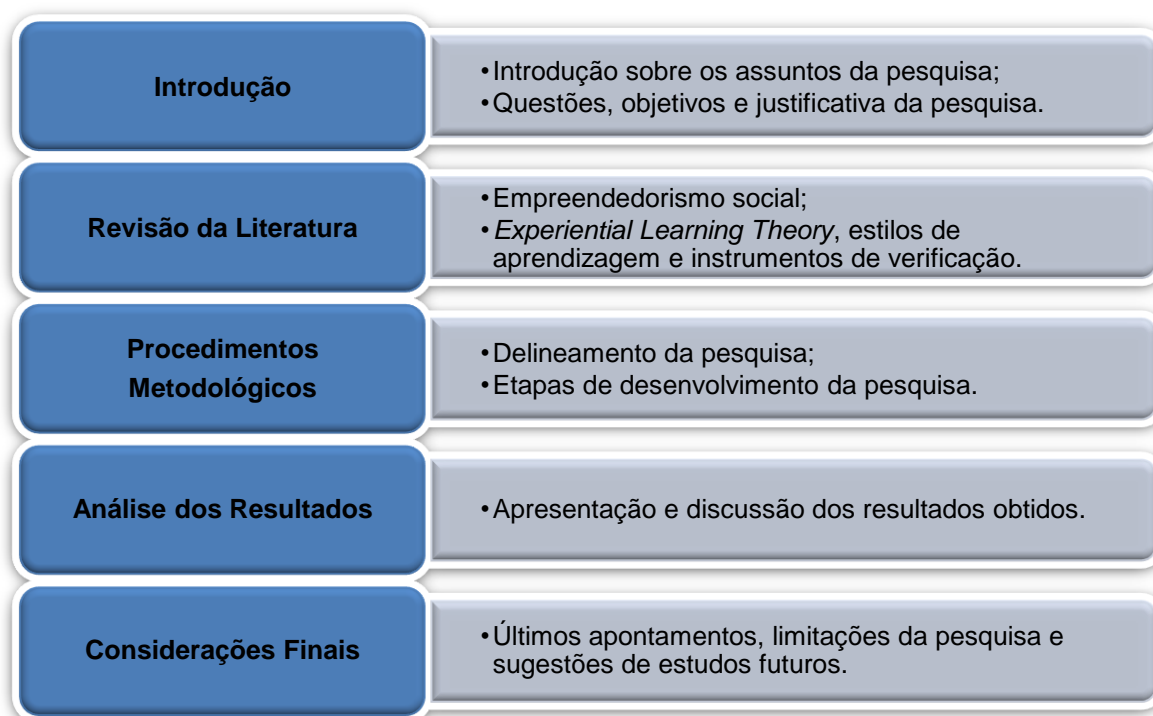 Introdução
•Introdução sobre os assuntos da pesquisa;
•Questões, objetivos e justificativa da pesquisa.
Revisão da Literatura
•Empreendedorismo social;
•Experiential Learning Theory, estilos de
aprendizagem e instrumentos de verificação.
Procedimentos
Metodológicos
•Delineamento da pesquisa;
•Etapas de desenvolvimento da pesquisa.
Análise dos Resultados
•Apresentação e discussão dos resultados obtidos.
Considerações Finais
•Últimos apontamentos, limitações da pesquisa e
sugestões de estudos futuros.